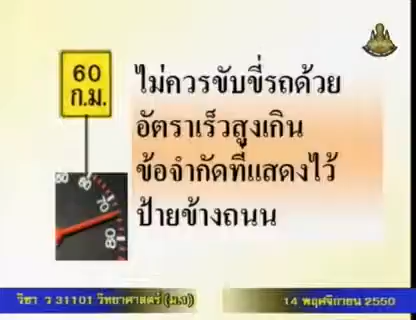 60
ก.ม.
ไม่ควรขับขี่รถด้วย
อัตราเร็วสูงเกิน
ข้อจำกัดที่แสดงไว้
ป้ายข้างถนน
50
60
70
80
วิชา ว 31101 วิทยาศาสตร์ (ม.1)
14 พฤศจิกายน 2550